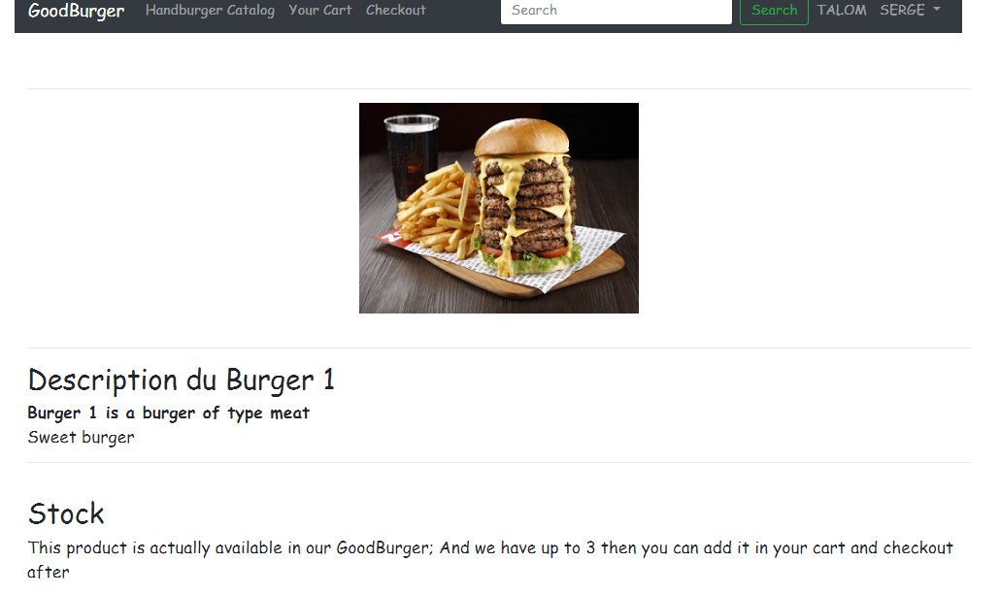 GoodBurger Handburger Catalog Your Cart Checkout Search Search TALOM SERGE
Description du Burger 1
Burger 1 is a burger of type meat
Sweet burger
Stock
This product is actually available in our GoodBurger; And we have up to 3 then you can add it in your cart and checkout
after